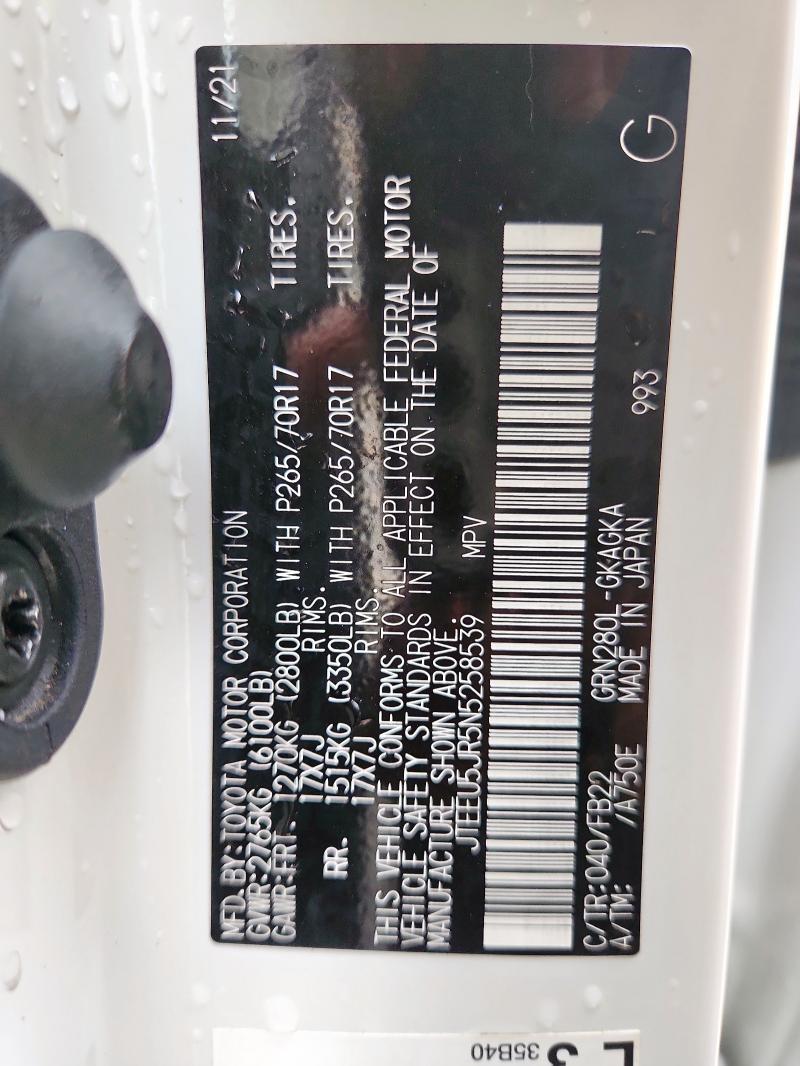 MFD. BY: TOYOTA MOTOR CORPORATION 11/21
GVWR: 2765KG (6100LB)
GAWR: FRT. 1270KG (2800LB) WITH P265/70R17 TIRES.
17X7J RIMS.
RR. 1515KG (3350LB) WITH P265/70R17 TIRES.
17X7J RIMS.
THIS VEHICLE CONFORMS TO ALL APPLICABLE FEDERAL MOTOR
VEHICLE SAFETY STANDARDS IN EFFECT ON THE DATE OF
MANUFACTURE SHOWN ABOVE.
JTEEU5JR5N5258539 MPV
C/TR: 040/FB22 GRN280L-GKAGKA 993 G
A/TM: /A750E MADE IN JAPAN
35B40